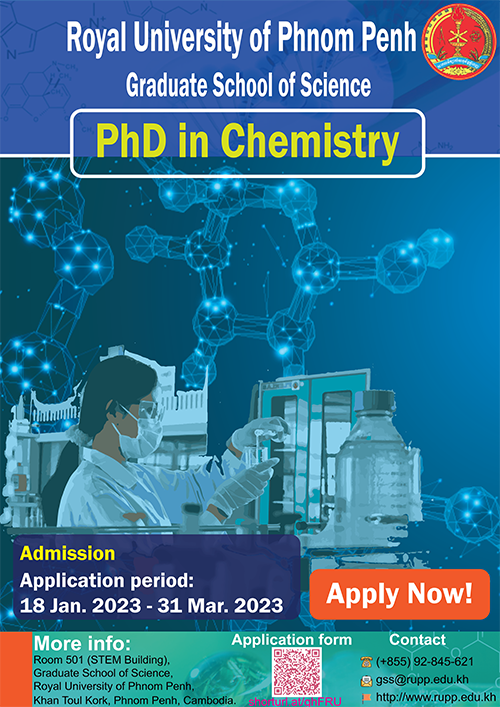 Royal University of Phnom Penh
Graduate School of Science
PhD in Chemistry
Admission
Application period:
18 Jan. 2023 - 31 Mar. 2023
Apply Now!
More info:
Room 501 (STEM Building),
Graduate School of Science,
Royal University of Phnom Penh,
Khan Toul Kork, Phnom Penh, Cambodia.
Application form
Contact
(+855) 92-845-621
gss@rupp.edu.kh
http://www.rupp.edu.kh